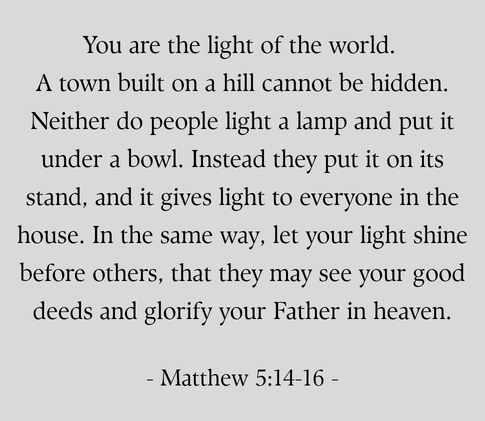 You are the light of the world.
A town built on a hill cannot be hidden.
Neither do people light a lamp and put it
under a bowl. Instead they put it on its
stand, and it gives light to everyone in the
house. In the same way, let your light shine
before others, that they may see your good
deeds and glorify your Father in heaven.
- Matthew 5:14-16 -